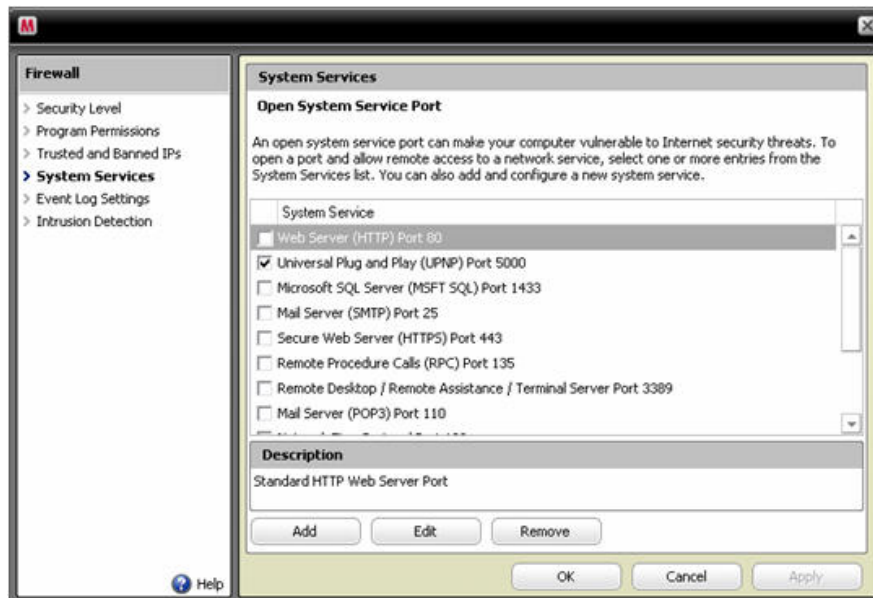 M
Firewall
Security Level
Program Permissions
Trusted and Banned IPs
System Services
Event Log Settings
Intrusion Detection
Help
System Services
Open System Service Port
An open system service port can make your computer vulnerable to Internet security threats. To
open a port and allow remote access to a network service, select one or more entries from the
System Services list. You can also add and configure a new system service.
System Service
Web Server (HTTP) Port 80
Universal Plug and Play (UPNP) Port 5000
Microsoft SQL Server (MSFT SQL) Port 1433
Mail Server (SMTP) Port 25
Secure Web Server (HTTPS) Port 443
Remote Procedure Calls (RPC) Port 135
Remote Desktop / Remote Assistance / Terminal Server Port 3389
Mail Server (POP3) Port 110
Description
Standard HTTP Web Server Port
Add
Edit
Remove
OK
Cancel
Apply